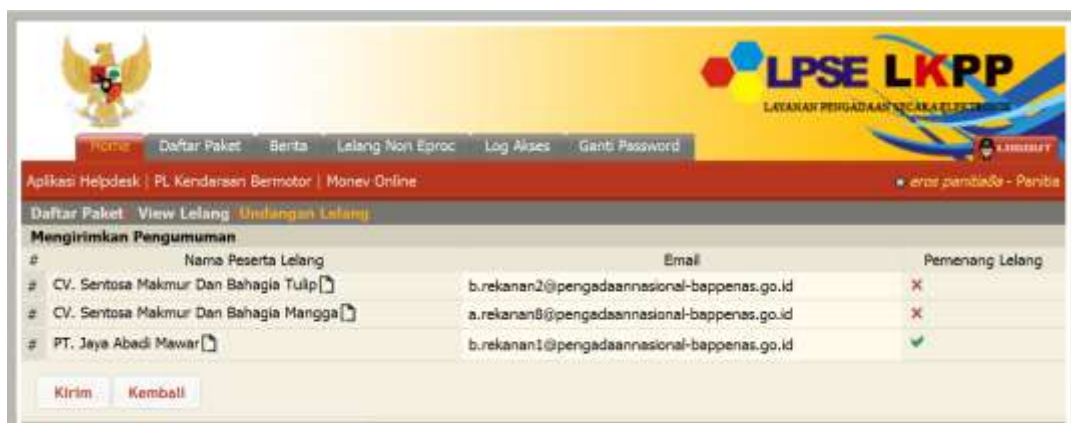 LPSE LKPP
LAYANAN PENGADAAN SECARA ELEKTRONIK
Home Daftar Paket Berita Lelang Non Eproc Log Akses Ganti Password LOGOUT
Aplikasi Helpdesk | PL Kendaraan Bermotor | Monev Online eros panitia8a - Panitia
Daftar Paket View Lelang Undangan Lelang
Mengirimkan Pengumuman
# Nama Peserta Lelang Email Pemenang Lelang
# CV. Sentosa Makmur Dan Bahagia Tulip b.rekanan2@pengadaannasional-bappenas.go.id
# CV. Sentosa Makmur Dan Bahagia Mangga a.rekanan8@pengadaannasional-bappenas.go.id
# PT. Jaya Abadi Mawar b.rekanan1@pengadaannasional-bappenas.go.id
Kirim Kembali